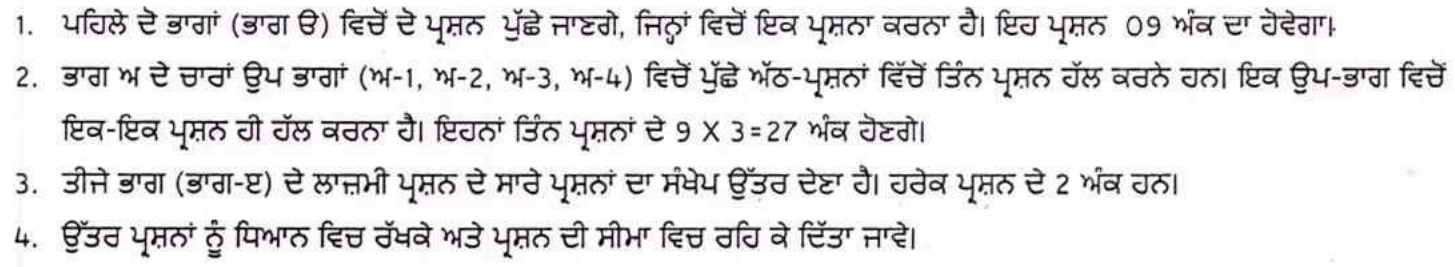 1. ਪਹਿਲੇ ਦੋ ਭਾਗਾਂ (ਭਾਗ ੳ) ਵਿਚੋਂ ਦੋ ਪ੍ਰਸ਼ਨ ਪੁੱਛੇ ਜਾਣਗੇ, ਜਿਨ੍ਹਾਂ ਵਿਚੋਂ ਇਕ ਪ੍ਰਸ਼ਨਾ ਕਰਨਾ ਹੈ। ਇਹ ਪ੍ਰਸ਼ਨ 09 ਅੰਕ ਦਾ ਹੋਵੇਗਾ।
2. ਭਾਗ ਅ ਦੇ ਚਾਰਾਂ ਉਪ ਭਾਗਾਂ (ਅ-1, ਅ-2, ਅ-3, ਅ-4) ਵਿਚੋਂ ਪੁੱਛੇ ਅੱਠ-ਪ੍ਰਸ਼ਨਾਂ ਵਿੱਚੋਂ ਤਿੰਨ ਪ੍ਰਸ਼ਨ ਹੱਲ ਕਰਨੇ ਹਨ। ਇਕ ਉਪ-ਭਾਗ ਵਿਚੋਂ
ਇਕ-ਇਕ ਪ੍ਰਸ਼ਨ ਹੀ ਹੱਲ ਕਰਨਾ ਹੈ। ਇਹਨਾਂ ਤਿੰਨ ਪ੍ਰਸ਼ਨਾਂ ਦੇ 9 X 3=27 ਅੰਕ ਹੋਣਗੇ।
3. ਤੀਜੇ ਭਾਗ (ਭਾਗ-ੲ) ਦੇ ਲਾਜ਼ਮੀ ਪ੍ਰਸ਼ਨ ਦੇ ਸਾਰੇ ਪ੍ਰਸ਼ਨਾਂ ਦਾ ਸੰਖੇਪ ਉੱਤਰ ਦੇਣਾ ਹੈ। ਹਰੇਕ ਪ੍ਰਸ਼ਨ ਦੇ 2 ਅੰਕ ਹਨ।
4. ਉੱਤਰ ਪ੍ਰਸ਼ਨਾਂ ਨੂੰ ਧਿਆਨ ਵਿਚ ਰੱਖਕੇ ਅਤੇ ਪ੍ਰਸ਼ਨ ਦੀ ਸੀਮਾ ਵਿਚ ਰਹਿ ਕੇ ਦਿੱਤਾ ਜਾਵੇ।